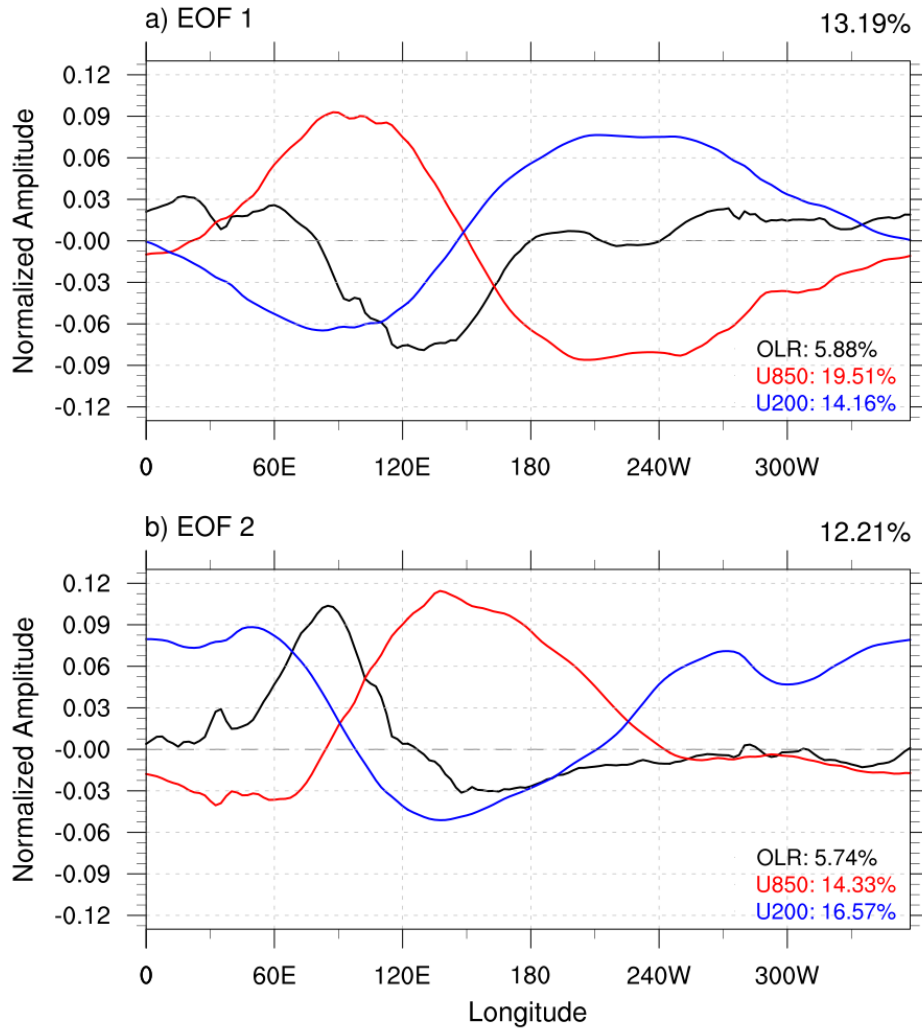 a) EOF 1
13.19%
Normalized Amplitude
0.12
0.09
0.06
0.03
-0.00
-0.03
-0.06
-0.09
-0.12
OLR: 5.88%
U850: 19.51%
U200: 14.16%
0 60E 120E 180 240W 300W
b) EOF 2
12.21%
Normalized Amplitude
0.12
0.09
0.06
0.03
-0.00
-0.03
-0.06
-0.09
-0.12
OLR: 5.74%
U850: 14.33%
U200: 16.57%
0 60E 120E 180 240W 300W
Longitude